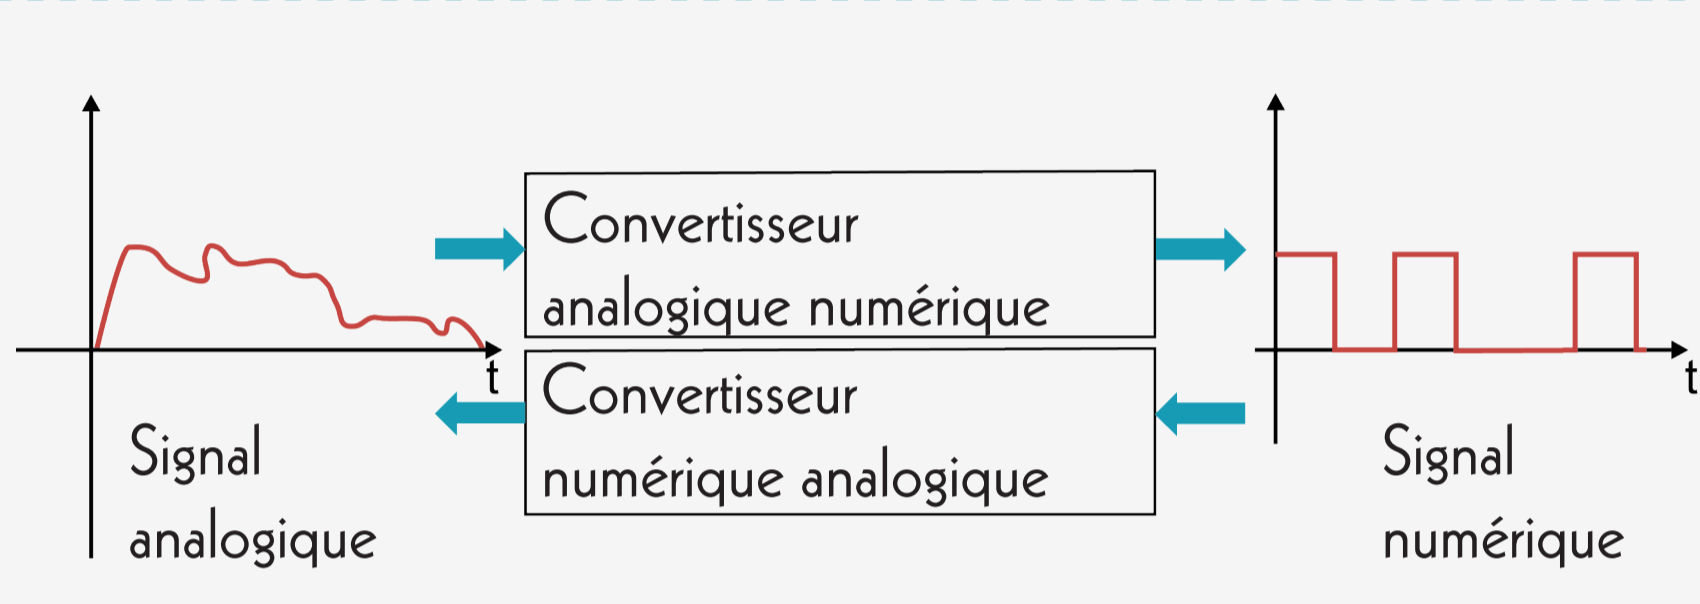 Convertisseur
analogique numérique
t
Signal
analogique
Convertisseur
numérique analogique
t
Signal
numérique